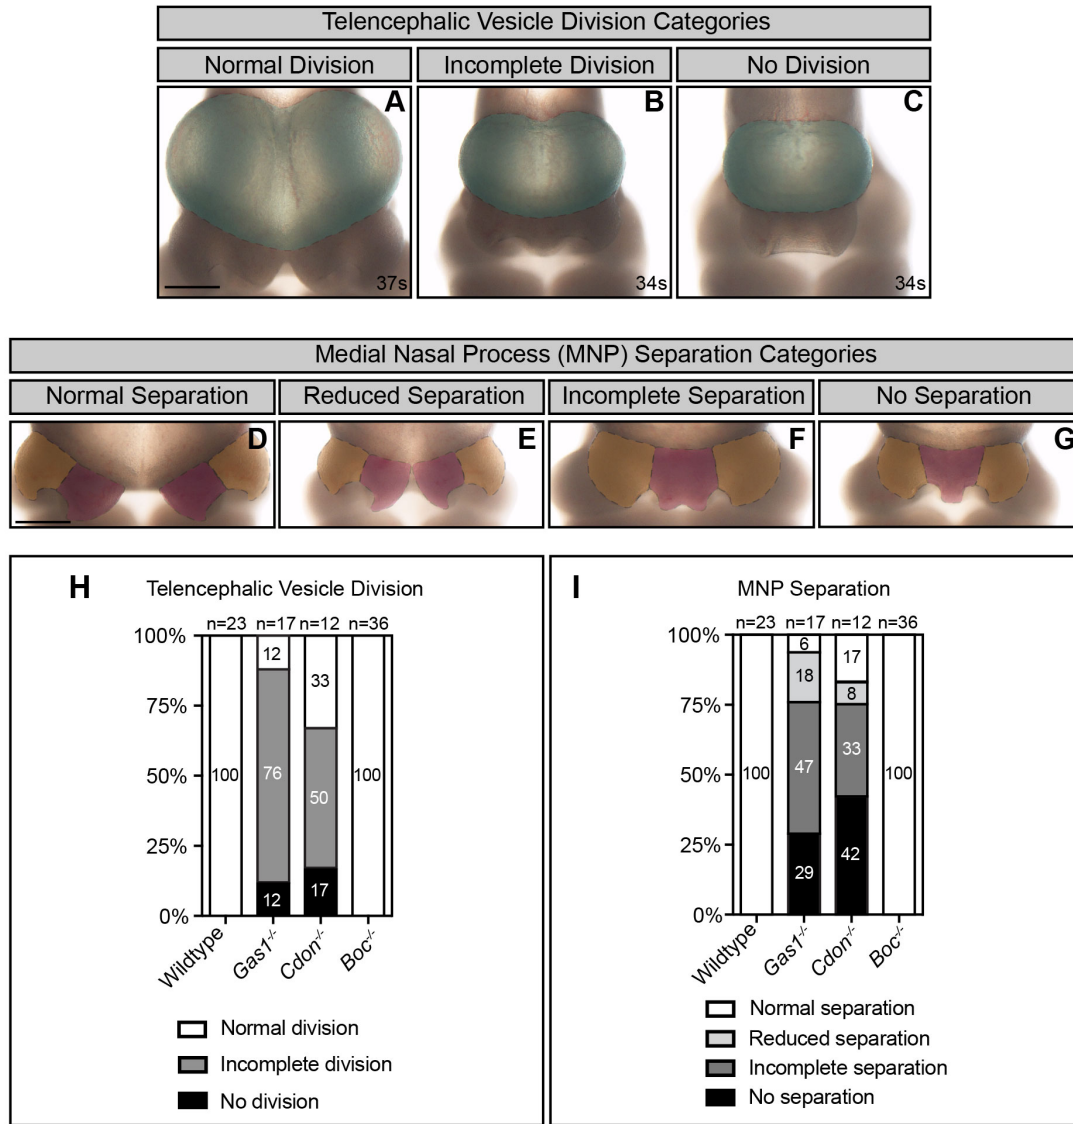 Telencephalic Vesicle Division Categories
Normal Division
Incomplete Division
No Division
A
B
C
37s
34s
34s
Medial Nasal Process (MNP) Separation Categories
Normal Separation
Reduced Separation
Incomplete Separation
No Separation
D
E
F
G
H
Telencephalic Vesicle Division
n=23 n=17 n=12 n=36
100%
75%
50%
25%
0%
100
12
76
12
33
50
17
100
Wildtype
Gas1-/-
Cdon-/-
Boc-/-
Normal division
Incomplete division
No division
I
MNP Separation
n=23 n=17 n=12 n=36
100%
75%
50%
25%
0%
100
6
18
47
29
17
8
33
42
100
Wildtype
Gas1-/-
Cdon-/-
Boc-/-
Normal separation
Reduced separation
Incomplete separation
No separation